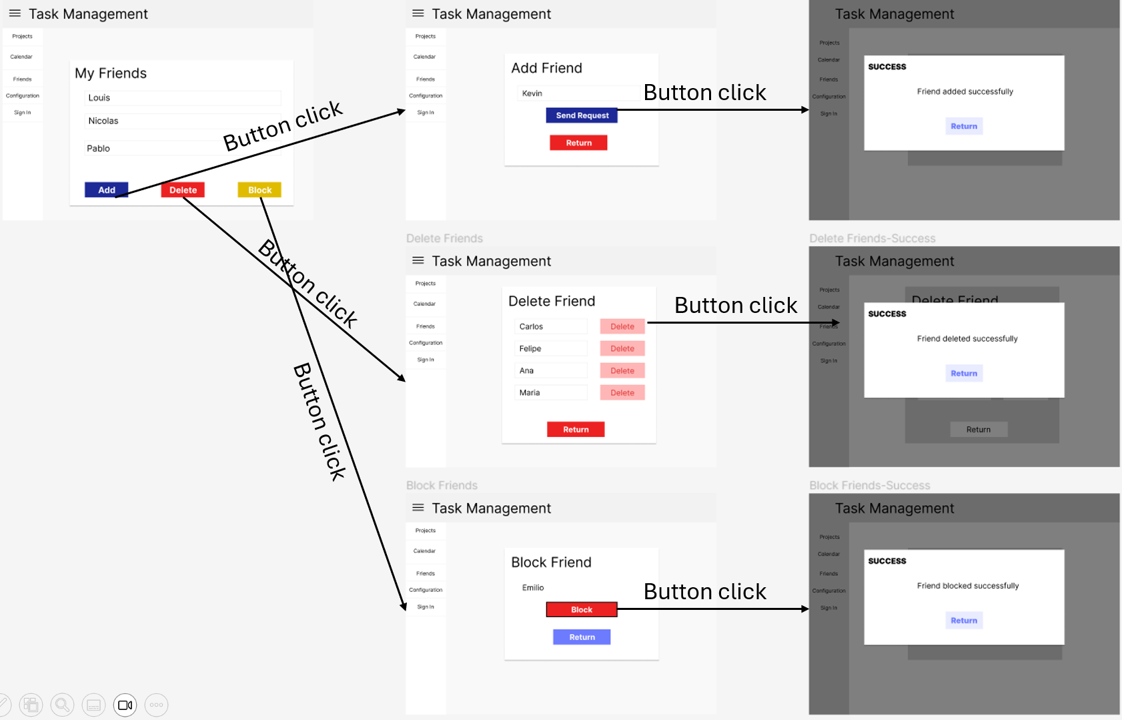 Task Management
Projects
Calendar
Friends
Configuration
Sign In
My Friends
Louis
Nicolas
Pablo
Add
Delete
Block
Button click
Button click
Button click
Task Management
Projects
Calendar
Friends
Configuration
Sign In
Add Friend
Kevin
Send Request
Return
Button click
Task Management
Projects
Calendar
Friends
Configuration
Sign In
SUCCESS
Friend added successfully
Return
Delete Friends
Task Management
Projects
Calendar
Friends
Configuration
Sign In
Delete Friend
Carlos
Delete
Felipe
Delete
Ana
Delete
Maria
Delete
Return
Button click
Delete Friends-Success
Task Management
Projects
Calendar
Friends
Configuration
Sign In
Delete Friend
SUCCESS
Friend deleted successfully
Return
Return
Block Friends
Task Management
Projects
Calendar
Friends
Configuration
Sign In
Block Friend
Emilio
Block
Return
Button click
Block Friends-Success
Task Management
Projects
Calendar
Friends
Configuration
Sign In
SUCCESS
Friend blocked successfully
Return